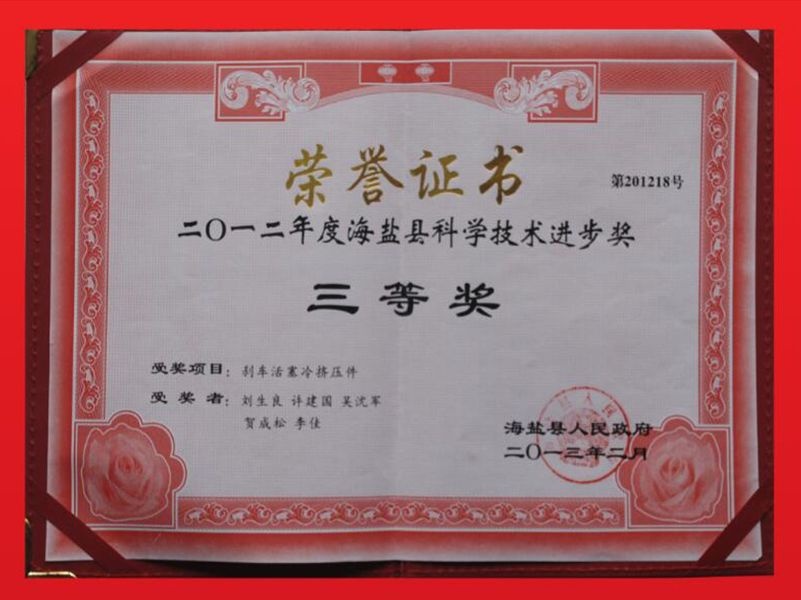 荣誉证书
第201218号
二〇一二年度海盐县科学技术进步奖
三等奖
受奖项目：刹车活塞冷挤压件
受奖者：刘生良 许建国 吴沈军
贺成松 李佳
海盐县人民政府
二〇一三年二月